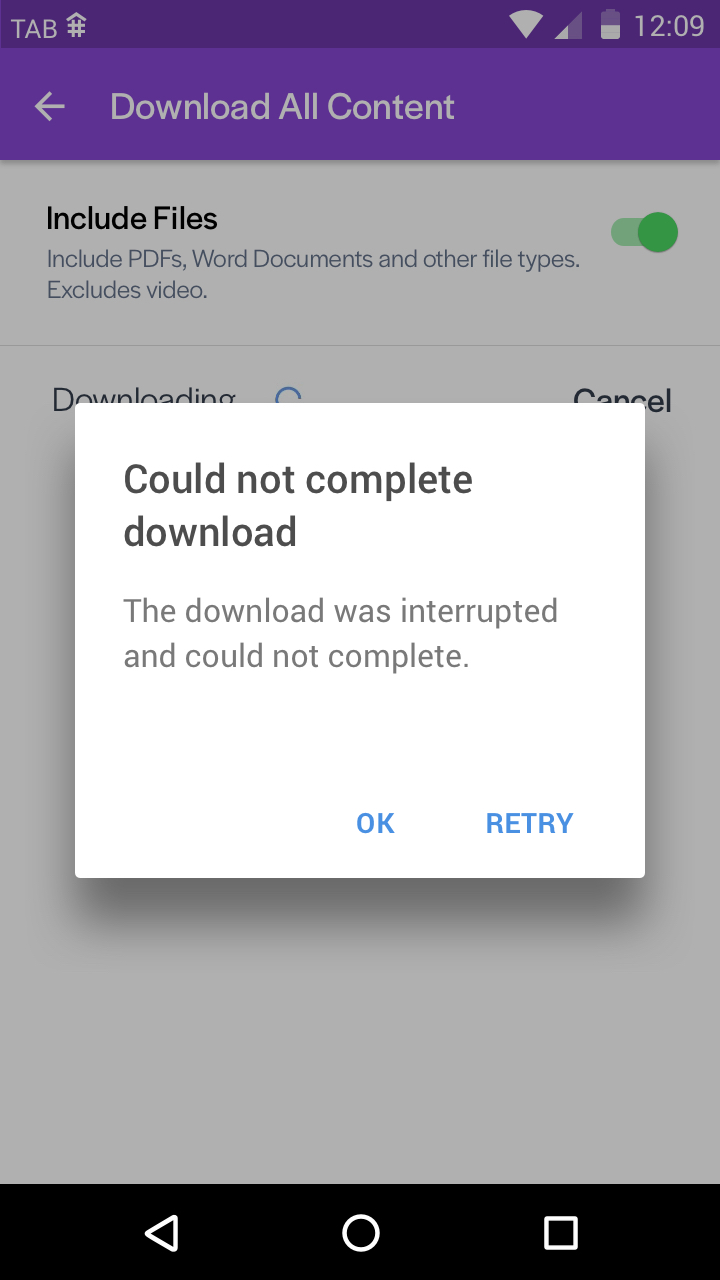 TAB 12:09
Download All Content
Include Files
Include PDFs, Word Documents and other file types.
Excludes video.
Downloading Cancel
Could not complete
download
The download was interrupted
and could not complete.
OK RETRY